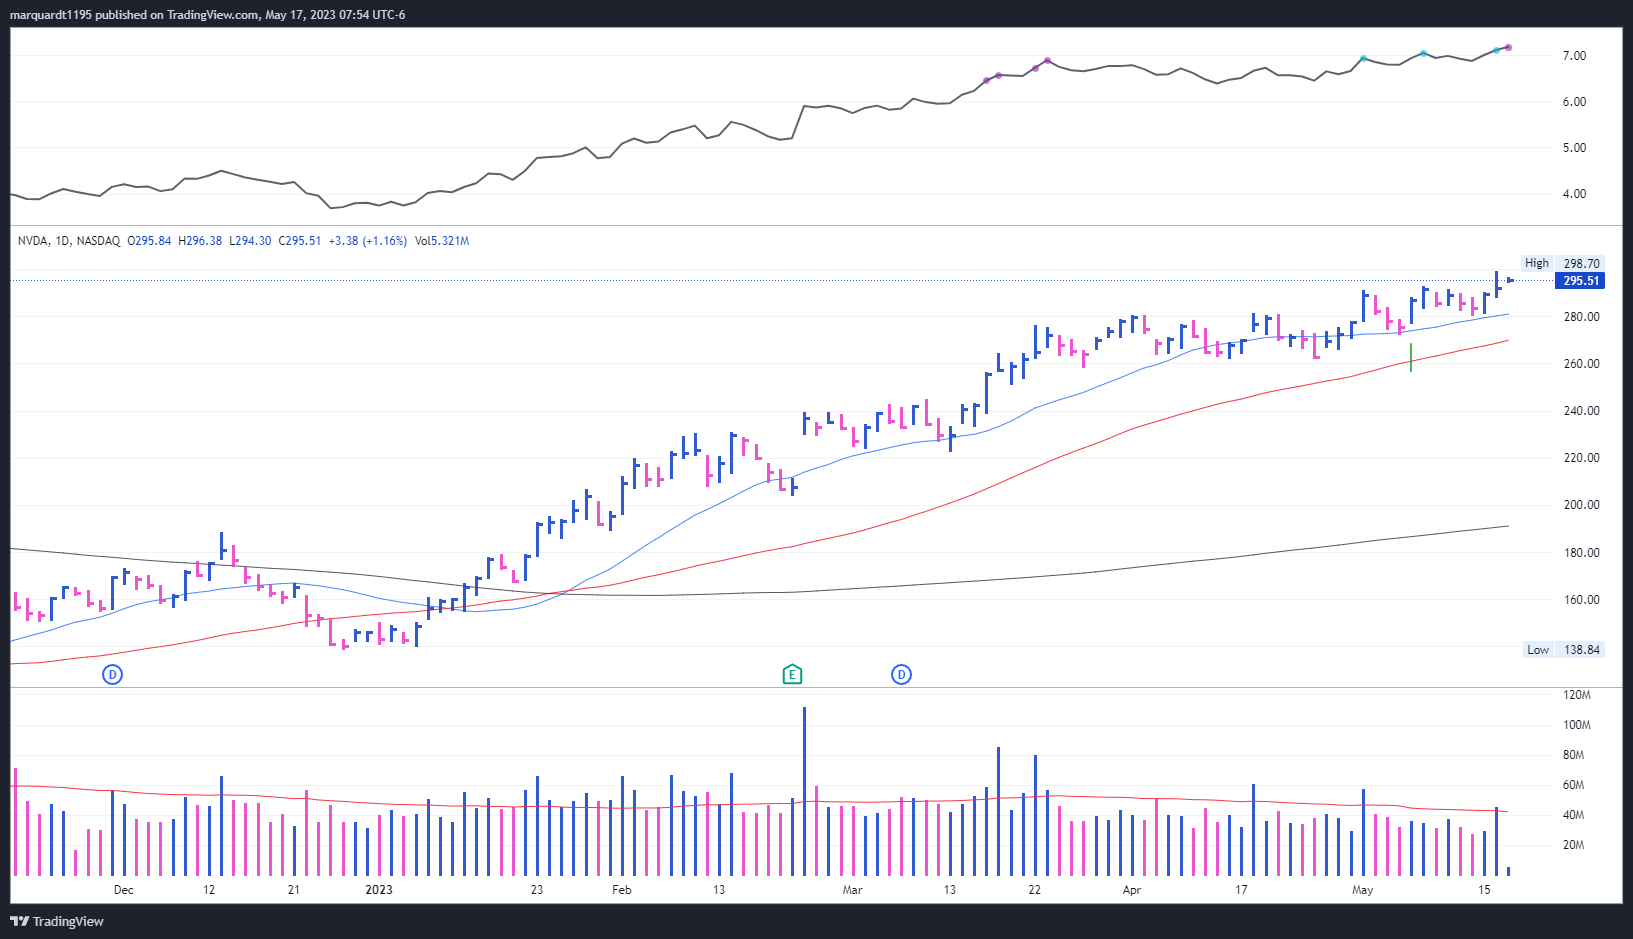 marquardt1195 published on TradingView.com, May 17, 2023 07:54 UTC-6
7.00
6.00
5.00
4.00
NVDA, 1D, NASDAQ O295.84 H296.38 L294.30 C295.51 +3.38 (+1.16%) Vol5.321M
High 298.70
295.51
280.00
260.00
240.00
220.00
200.00
180.00
160.00
Low 138.84
D E D
120M
100M
80M
60M
40M
20M
Dec 12 21 2023 23 Feb 13 Mar 13 22 Apr 17 May 15
TradingView